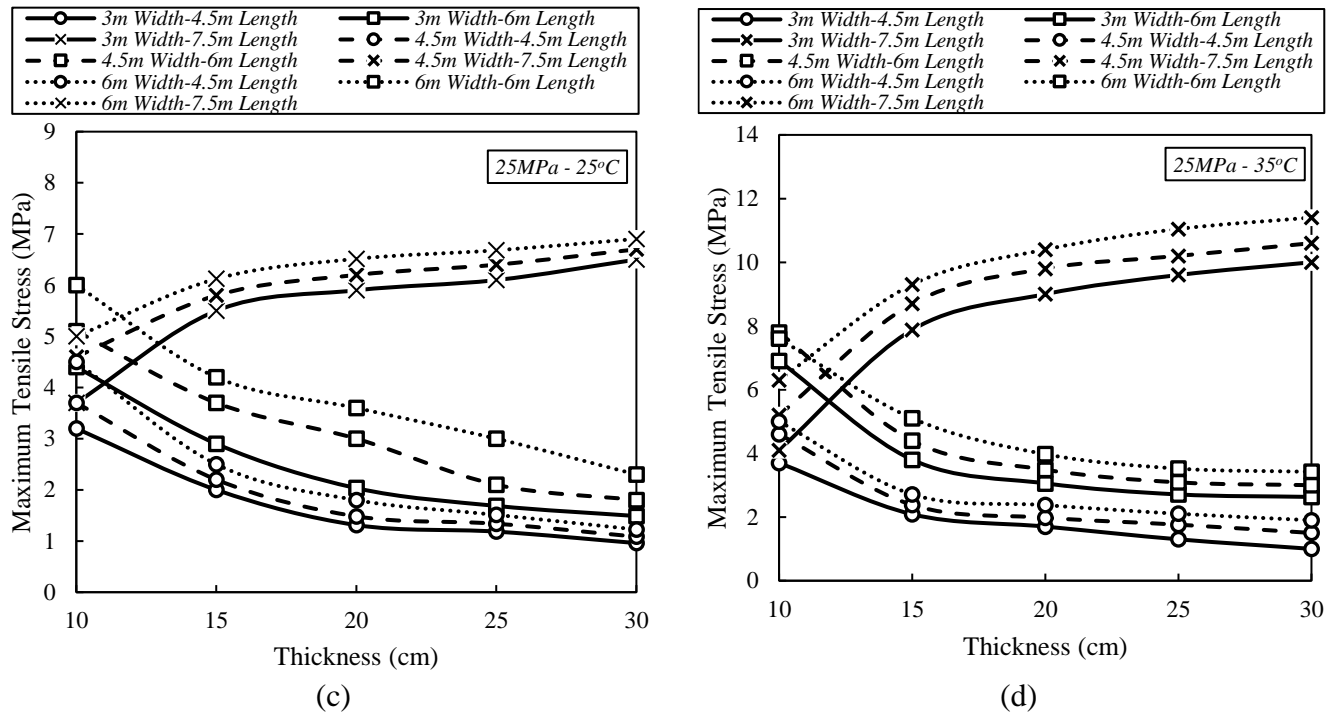 3m Width-4.5m Length 3m Width-6m Length
3m Width-7.5m Length 4.5m Width-4.5m Length
4.5m Width-6m Length 4.5m Width-7.5m Length
6m Width-4.5m Length 6m Width-6m Length
6m Width-7.5m Length
9
8
7
6
5
4
3
2
1
0
Maximum Tensile Stress (MPa)
25MPa - 25°C
10 15 20 25 30
Thickness (cm)
(c)
3m Width-4.5m Length 3m Width-6m Length
3m Width-7.5m Length 4.5m Width-4.5m Length
4.5m Width-6m Length 4.5m Width-7.5m Length
6m Width-4.5m Length 6m Width-6m Length
6m Width-7.5m Length
14
12
10
8
6
4
2
0
Maximum Tensile Stress (MPa)
25MPa - 35°C
10 15 20 25 30
Thickness (cm)
(d)